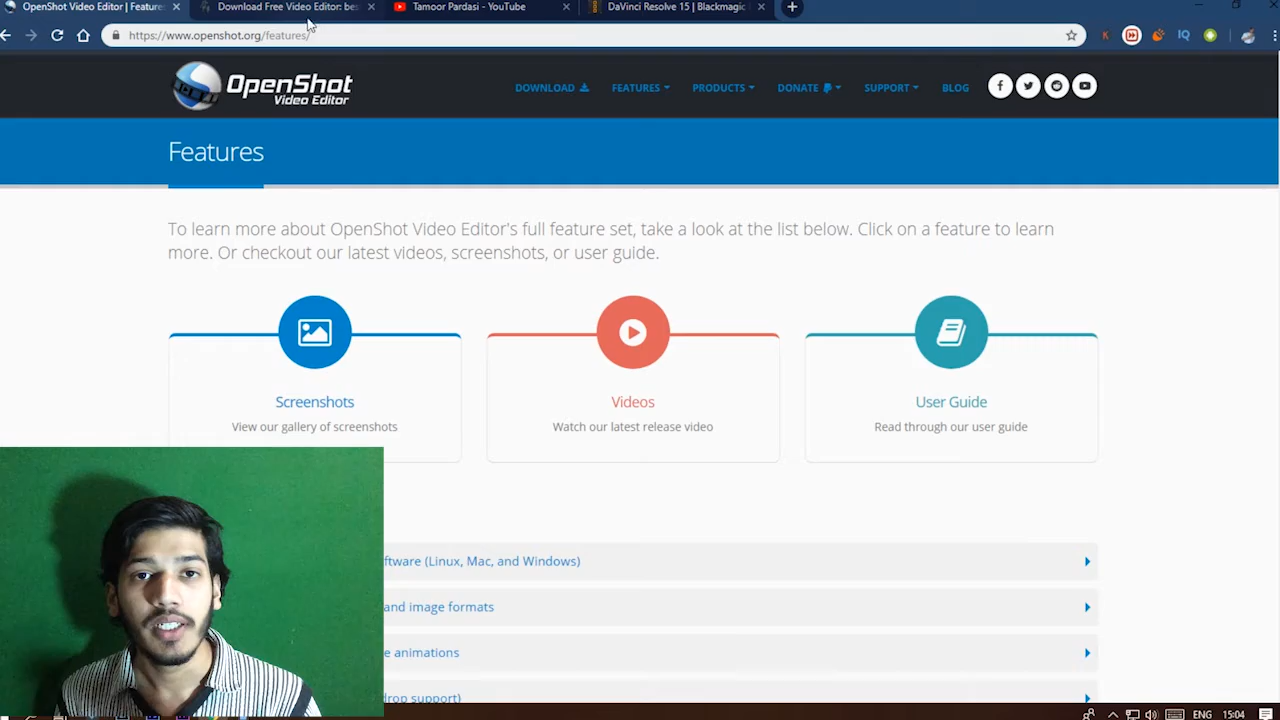 OpenShot Video Editor | Feature
Download Free Video Editor: bes
Tamoor Pardasi - YouTube
DaVinci Resolve 15 | Blackmagic
https://www.openshot.org/features/
OpenShot
Video Editor
DOWNLOAD
FEATURES
PRODUCTS
DONATE
SUPPORT
BLOG
Features
To learn more about OpenShot Video Editor's full feature set, take a look at the list below. Click on a feature to learn
more. Or checkout our latest videos, screenshots, or user guide.
Screenshots
View our gallery of screenshots
Videos
Watch our latest release video
User Guide
Read through our user guide
ftware (Linux, Mac, and Windows)
and image formats
e animations
drop support)
ENG
15:04